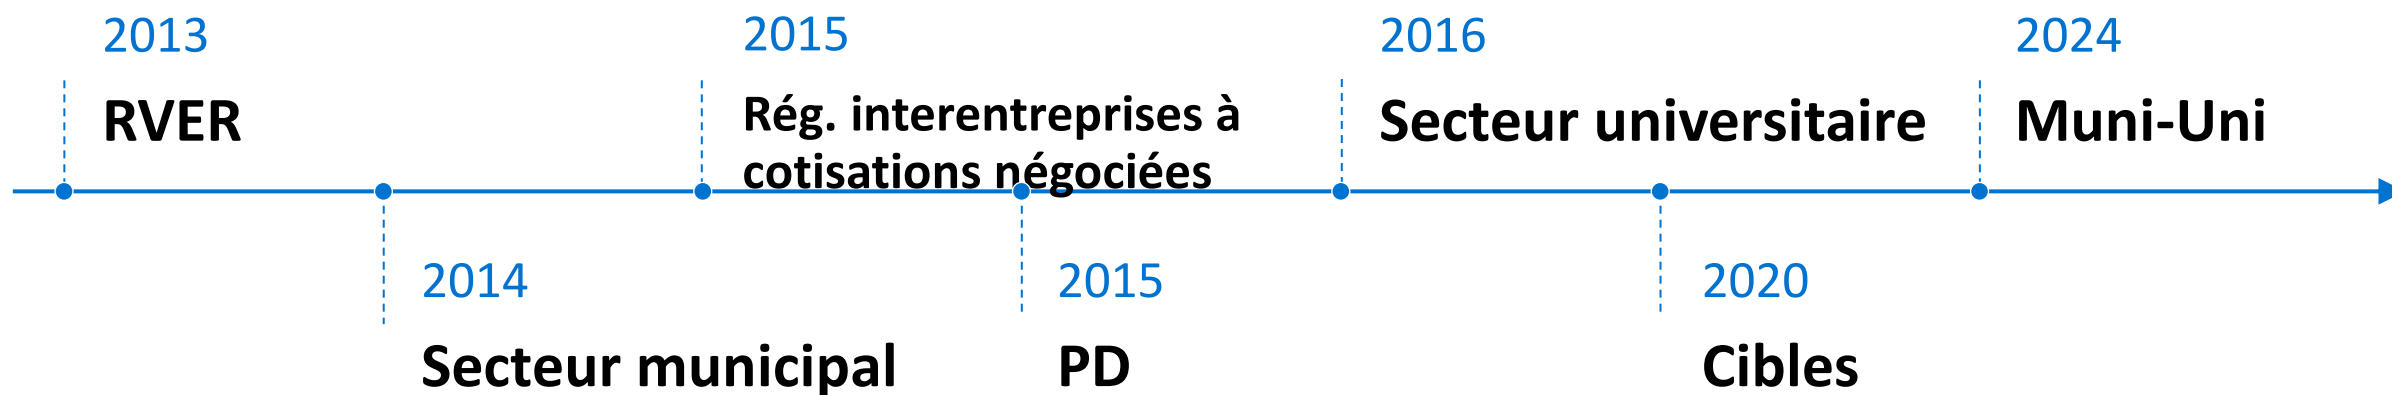 2013
RVER
2014
Secteur municipal
2015
Rég. interentreprises à
cotisations négociées
2015
PD
2016
Secteur universitaire
2020
Cibles
2024
Muni-Uni